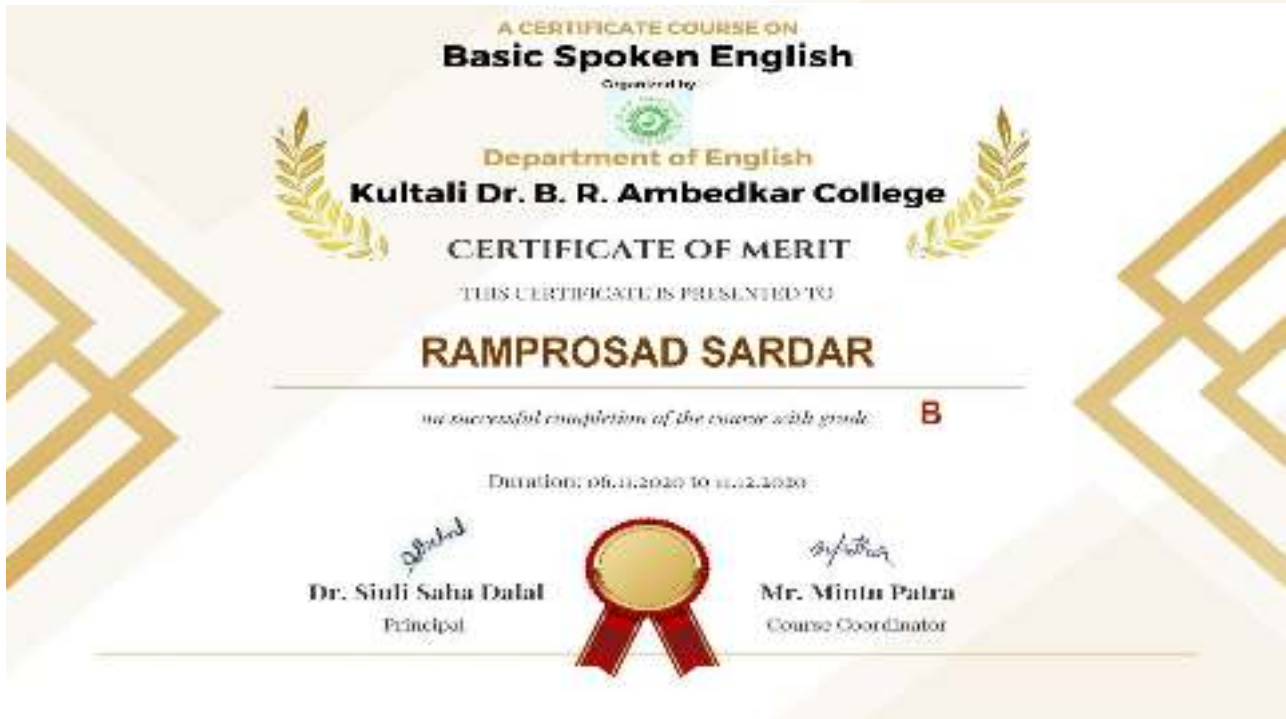 A CERTIFICATE COURSE ON
Basic Spoken English
Organized by
Department of English
Kultali Dr. B. R. Ambedkar College
CERTIFICATE OF MERIT
THIS CERTIFICATE IS PRESENTED TO
RAMPROSAD SARDAR
on successful completion of the course with grade B
Duration: 06.11.2020 to 11.12.2020
Dr. Siuli Saha Dalal Mr. Mintu Patra
Principal Course Coordinator